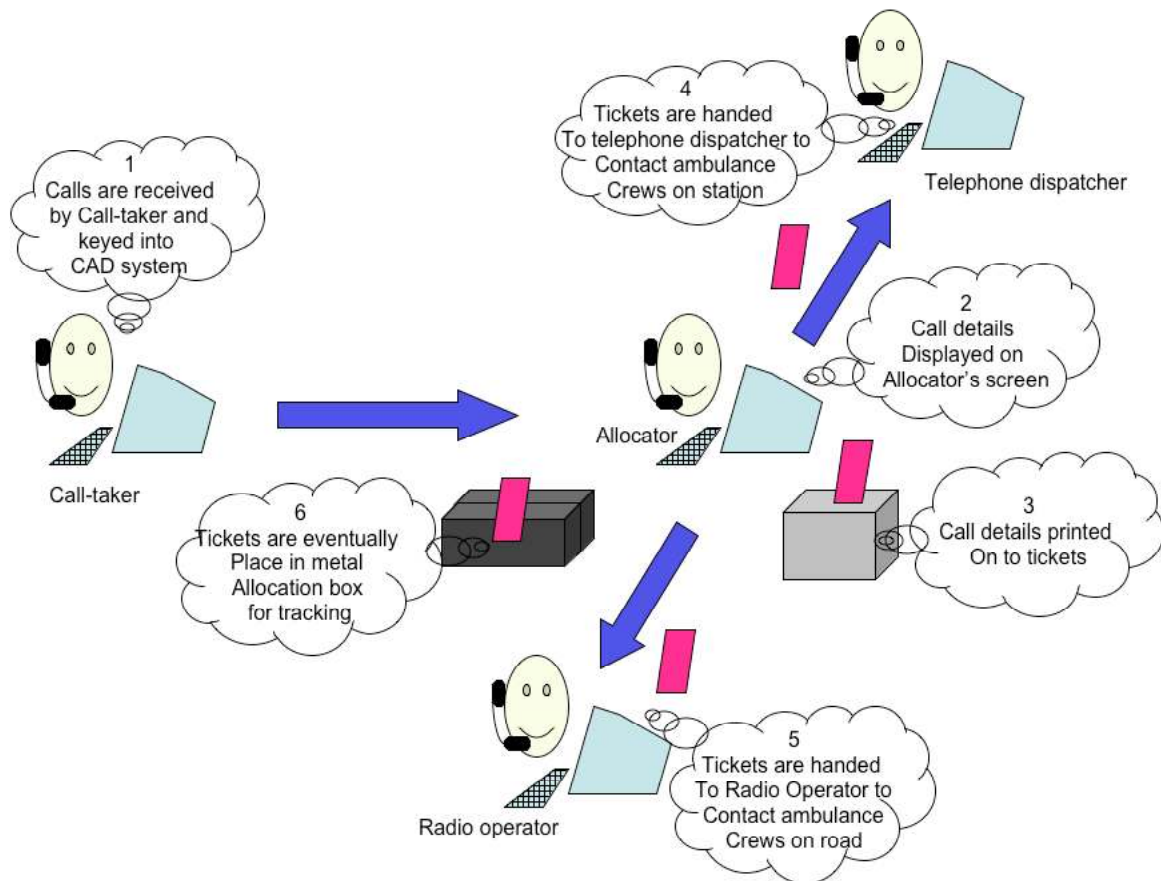 1
Calls are received
by Call-taker and
keyed into
CAD system
Call-taker
2
Call details
Displayed on
Allocator's screen
Allocator
3
Call details printed
On to tickets
4
Tickets are handed
To telephone dispatcher to
Contact ambulance
Crews on station
Telephone dispatcher
5
Tickets are handed
To Radio Operator to
Contact ambulance
Crews on road
Radio operator
6
Tickets are eventually
Place in metal
Allocation box
for tracking